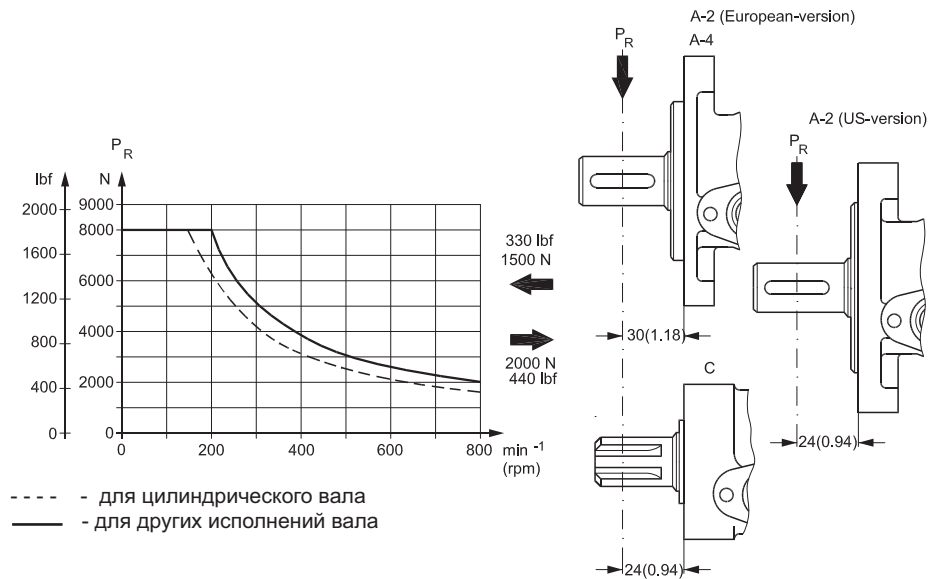 A-2 (European-version)
A-4
P R
A-2 (US-version)
P R
P R
lbf
N
2000
9000
8000
1600
6000
1200
4000
800
2000
400
0
0
0
200
400
600
800
min -1
(rpm)
330 lbf
1500 N
2000 N
440 lbf
30(1.18)
C
24(0.94)
24(0.94)
---- - для цилиндрического вала
—— - для других исполнений вала